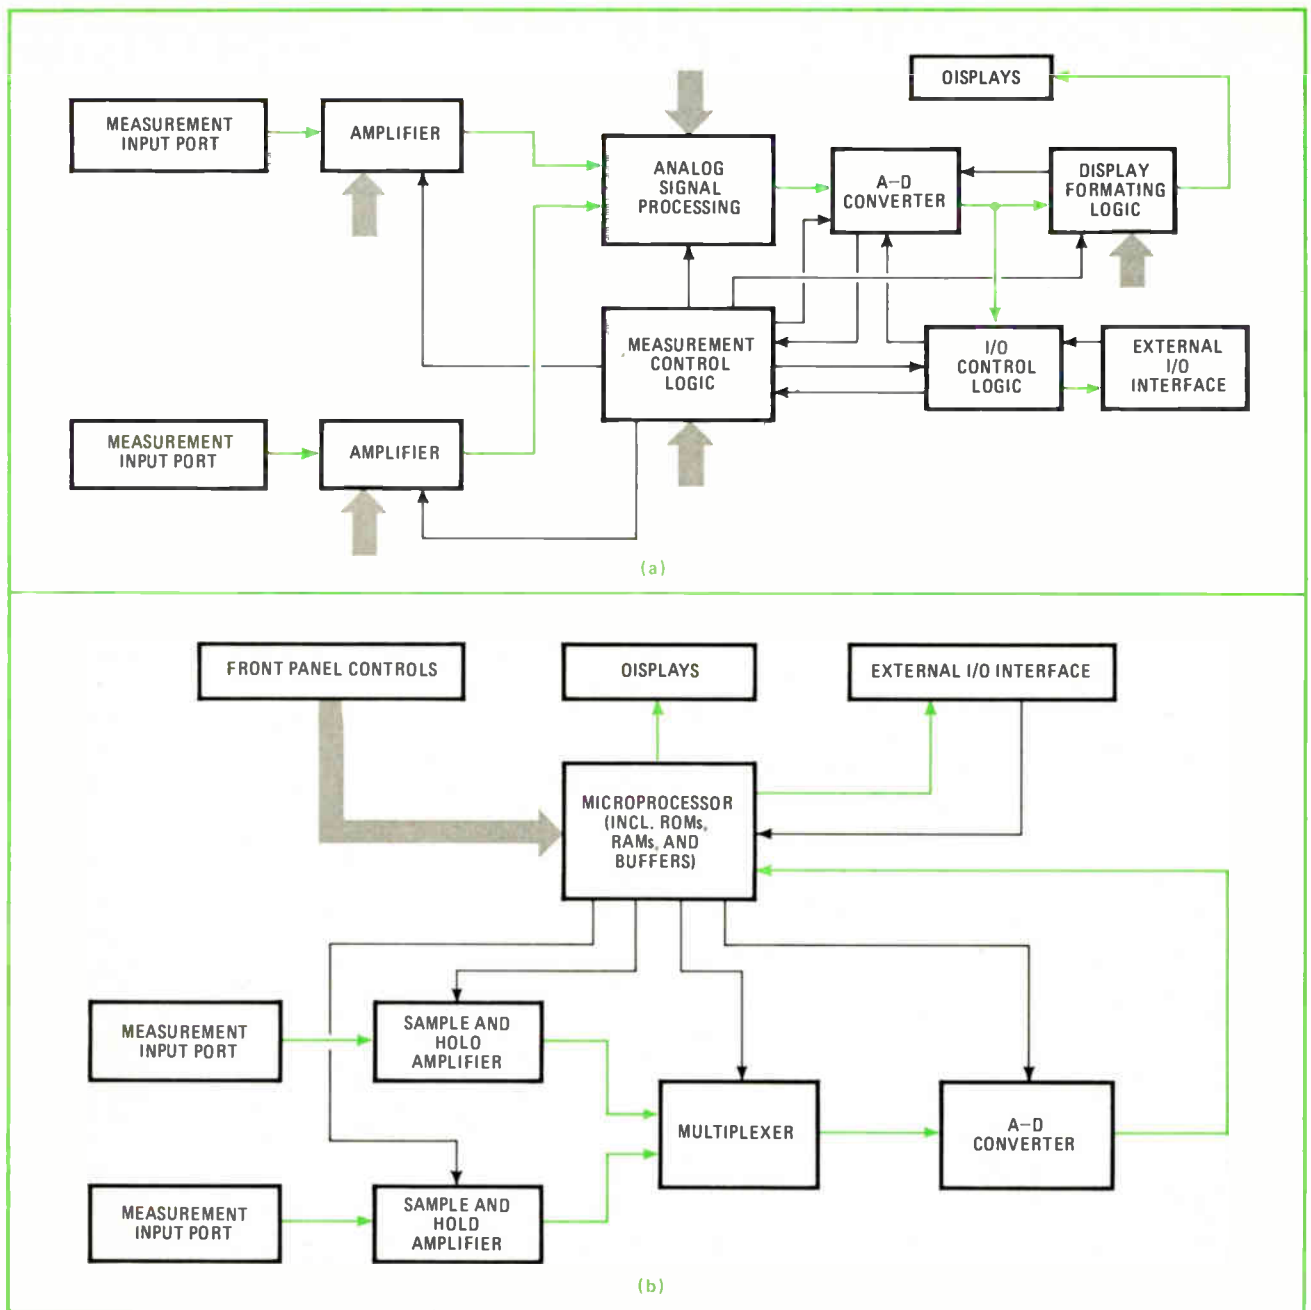 OISPLAYS
MEASUREMENT
INPUT PORT
AMPLIFIER
ANALOG
SIGNAL
PROCESSING
A-D
CONVERTER
DISPLAY
FORMATING
LOGIC
MEASUREMENT
CONTROL
LOGIC
I/O
CONTROL
LOGIC
EXTERNAL
I/O
INTERFACE
MEASUREMENT
INPUT PORT
AMPLIFIER
(a)
FRONT PANEL CONTROLS
OISPLAYS
EXTERNAL I/O INTERFACE
MICROPROCESSOR
(INCL. ROMs,
RAMs, AND
BUFFERS)
MEASUREMENT
INPUT PORT
SAMPLE AND
HOLO
AMPLIFIER
MULTIPLEXER
A-D
CONVERTER
MEASUREMENT
INPUT PORT
SAMPLE AND
HOLD
AMPLIFIER
(b)